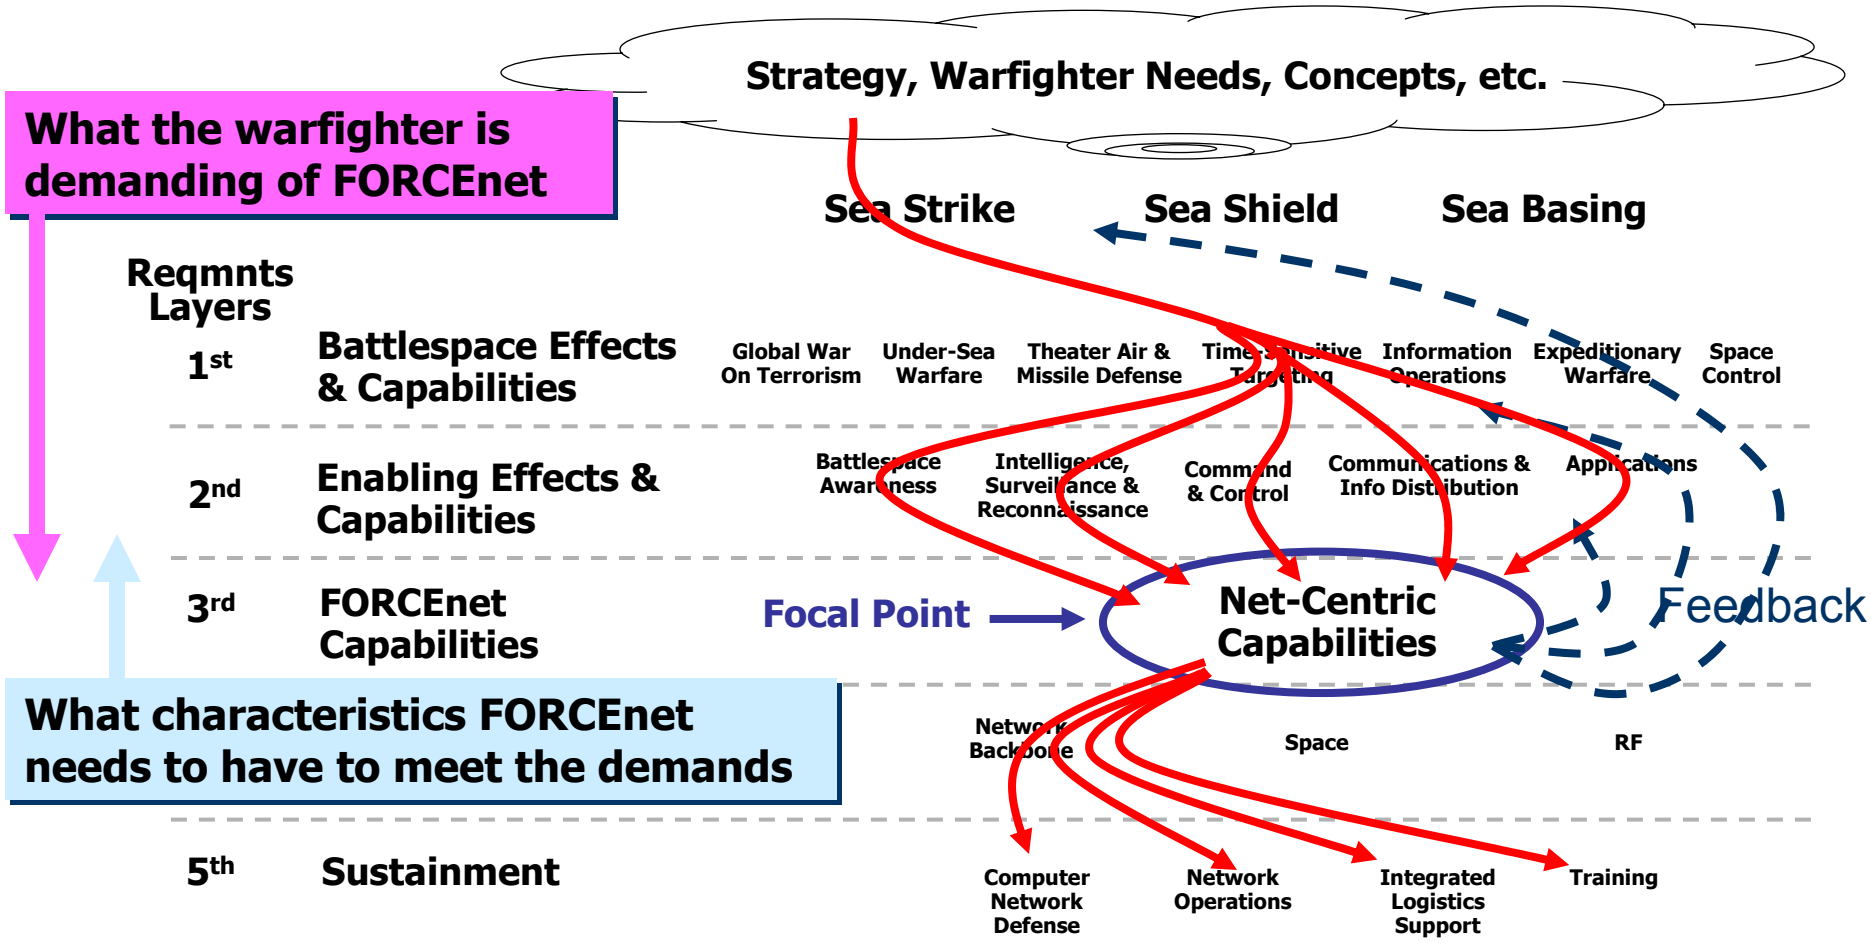 Strategy, Warfighter Needs, Concepts, etc.
What the warfighter is
demanding of FORCEnet
Sea Strike
Sea Shield
Sea Basing
Reqmnts
Layers
1st
Battlespace Effects
& Capabilities
Global War
On Terrorism
Under-Sea
Warfare
Theater Air &
Missile Defense
Time-Sensitive
Targeting
Information
Operations
Expeditionary
Warfare
Space
Control
2nd
Enabling Effects &
Capabilities
Battlespace
Awareness
Intelligence,
Surveillance &
Reconnaissance
Command
& Control
Communications &
Info Distribution
Applications
3rd
FORCEnet
Capabilities
Focal Point
Net-Centric
Capabilities
Feedback
What characteristics FORCEnet
needs to have to meet the demands
Network
Backbone
Space
RF
5th
Sustainment
Computer
Network
Defense
Network
Operations
Integrated
Logistics
Support
Training